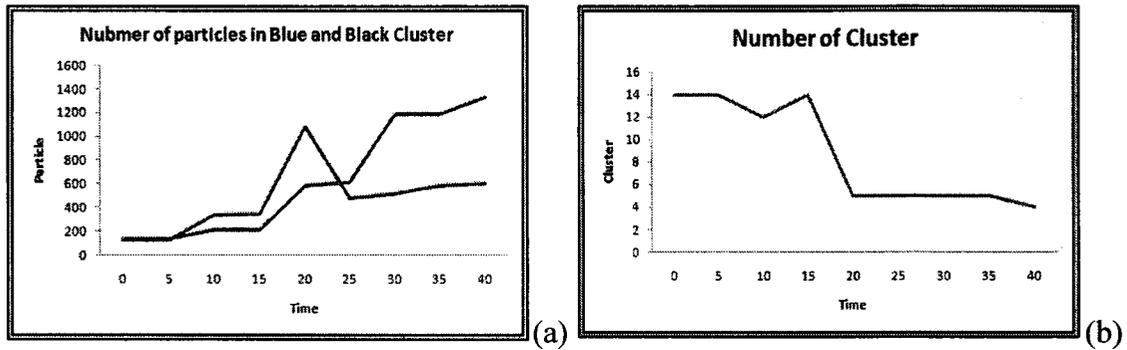 Nubmer of particles in Blue and Black Cluster
1600
1400
1200
1000
800
600
400
200
0
Particle
0 5 10 15 20 25 30 35 40
Time
(a)
Number of Cluster
16
14
12
10
8
6
4
2
0
Cluster
0 5 10 15 20 25 30 35 40
Time
(b)